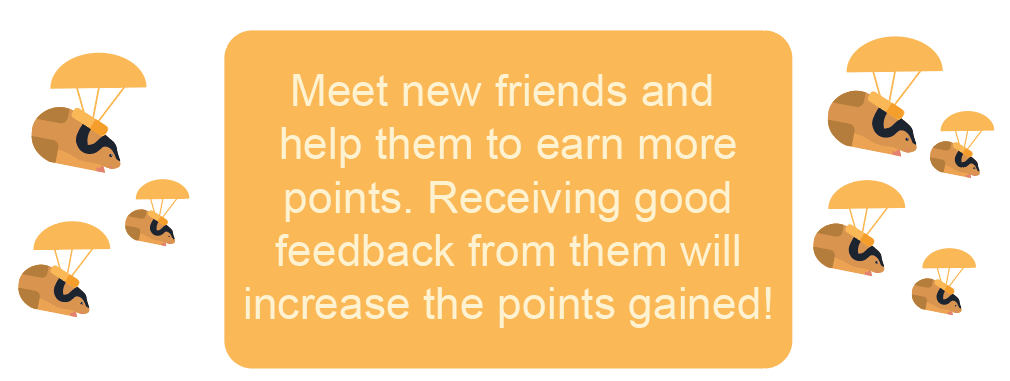 Meet new friends and
help them to earn more
points. Receiving good
feedback from them will
increase the points gained!